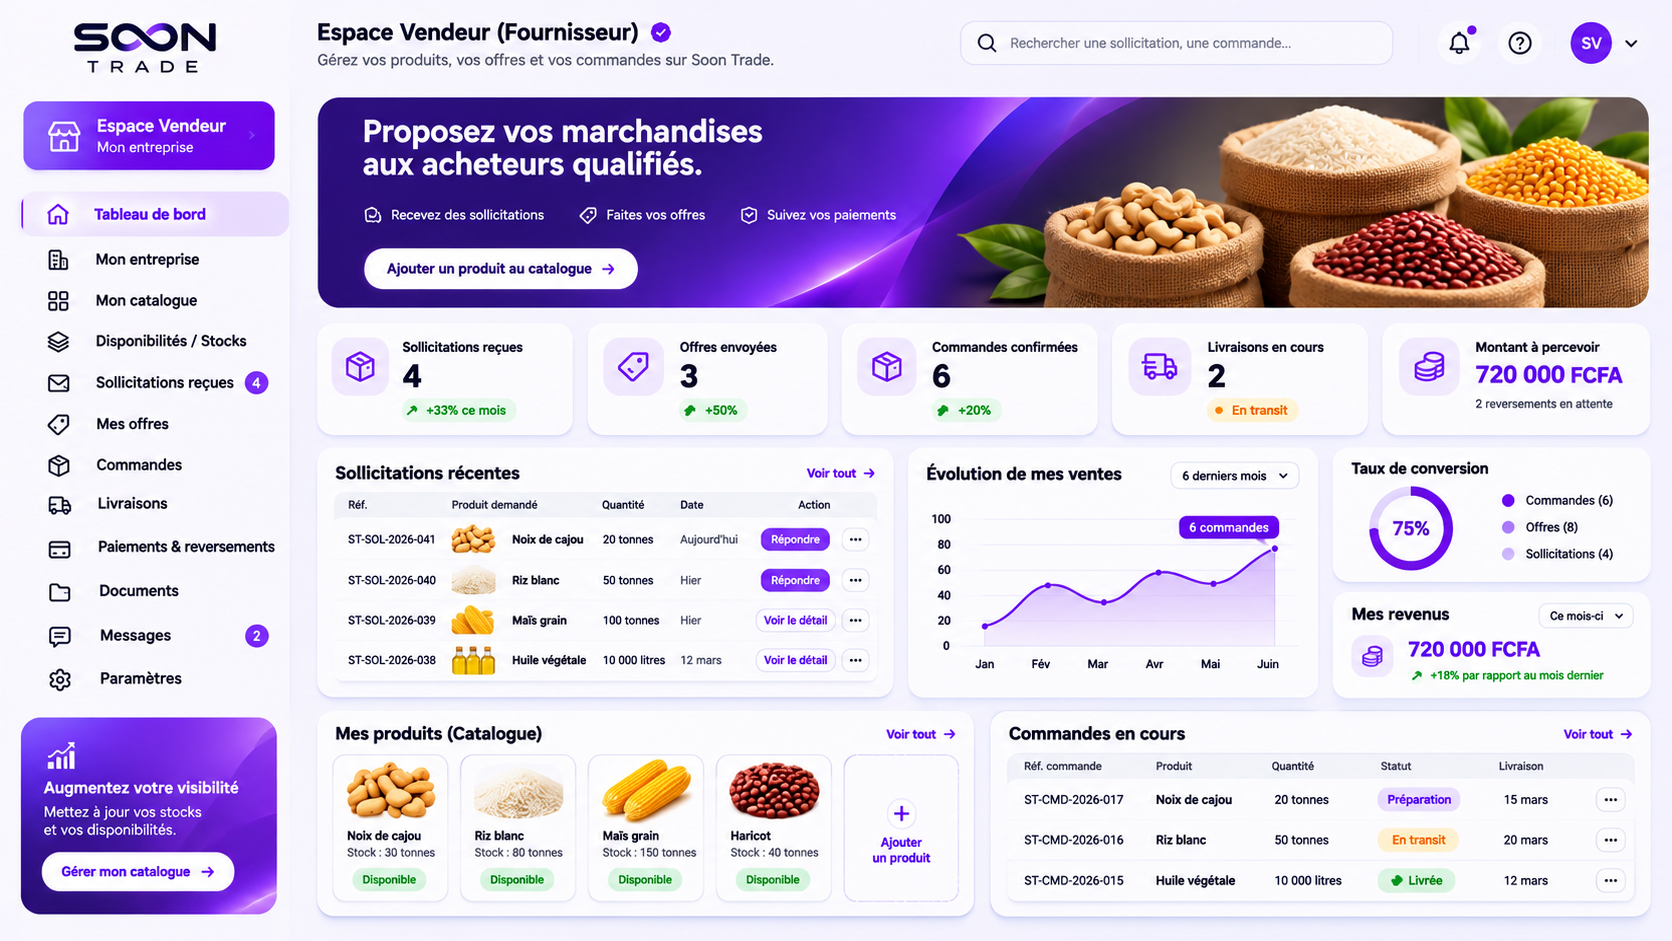 SOON
TRADE
Espace Vendeur
Mon entreprise
Tableau de bord
Mon entreprise
Mon catalogue
Disponibilités / Stocks
Sollicitations reçues 4
Mes offres
Commandes
Livraisons
Paiements & reversements
Documents
Messages 2
Paramètres
Augmentez votre visibilité
Mettez à jour vos stocks
et vos disponibilités.
Gérer mon catalogue
Espace Vendeur (Fournisseur)
Gérez vos produits, vos offres et vos commandes sur Soon Trade.
Rechercher une sollicitation, une commande...
SV
Proposez vos marchandises
aux acheteurs qualifiés.
Recevez des sollicitations Faites vos offres Suivez vos paiements
Ajouter un produit au catalogue
Sollicitations reçues
4
+33% ce mois
Offres envoyées
3
+50%
Commandes confirmées
6
+20%
Livraisons en cours
2
En transit
Montant à percevoir
720 000 FCFA
2 reversements en attente
Sollicitations récentes Voir tout
Réf. Produit demandé Quantité Date Action
ST-SOL-2026-041 Noix de cajou 20 tonnes Aujourd'hui Répondre
ST-SOL-2026-040 Riz blanc 50 tonnes Hier Répondre
ST-SOL-2026-039 Maïs grain 100 tonnes Hier Voir le détail
ST-SOL-2026-038 Huile végétale 10 000 litres 12 mars Voir le détail
Évolution de mes ventes 6 derniers mois
100
80
60
40
20
0
6 commandes
Jan Fév Mar Avr Mai Juin
Taux de conversion
75%
Commandes (6)
Offres (8)
Sollicitations (4)
Mes revenus Ce mois-ci
720 000 FCFA
+18% par rapport au mois dernier
Mes produits (Catalogue) Voir tout
Noix de cajou
Stock : 30 tonnes
Disponible
Riz blanc
Stock : 80 tonnes
Disponible
Maïs grain
Stock : 150 tonnes
Disponible
Haricot
Stock : 40 tonnes
Disponible
Ajouter
un produit
Commandes en cours Voir tout
Réf. commande Produit Quantité Statut Livraison
ST-CMD-2026-017 Noix de cajou 20 tonnes Préparation 15 mars
ST-CMD-2026-016 Riz blanc 50 tonnes En transit 20 mars
ST-CMD-2026-015 Huile végétale 10 000 litres Livrée 12 mars